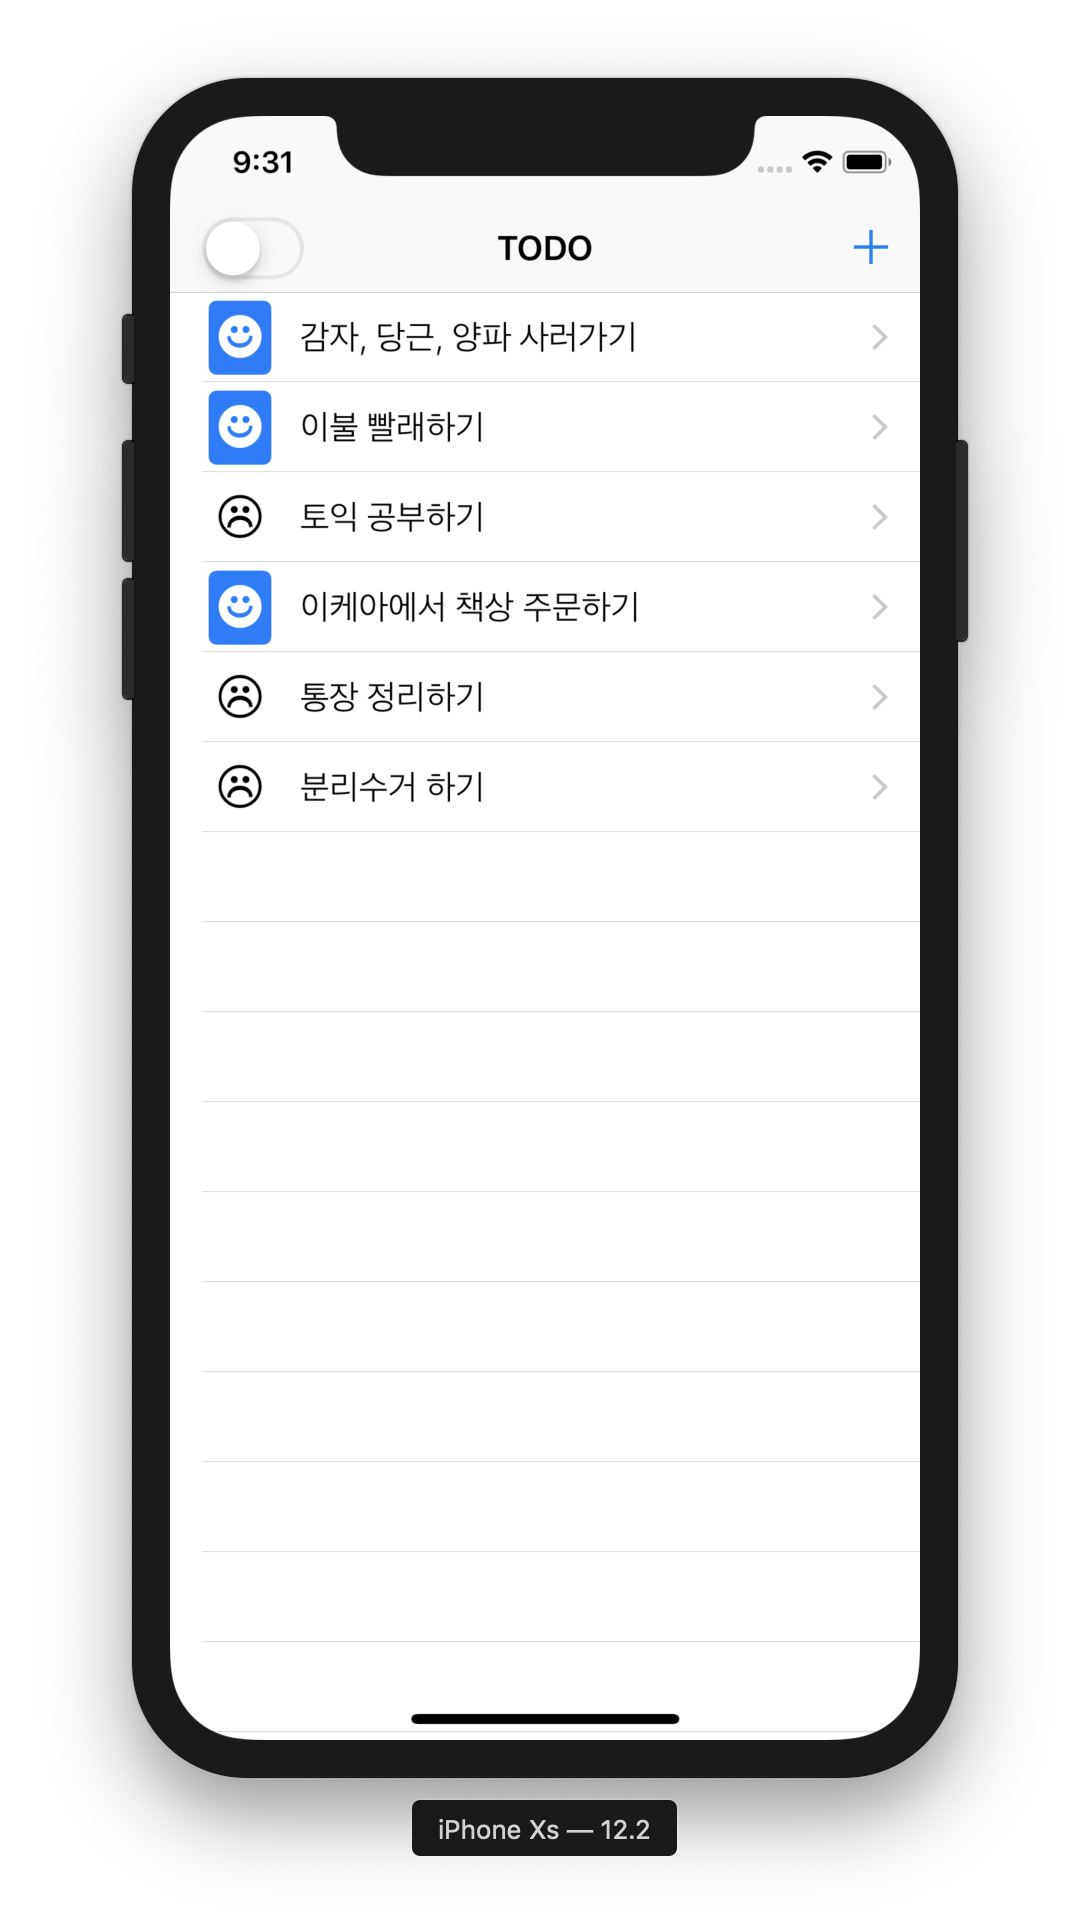 9:31
TODO
감자, 당근, 양파 사러가기
이불 빨래하기
토익 공부하기
이케아에서 책상 주문하기
통장 정리하기
분리수거 하기
iPhone Xs — 12.2